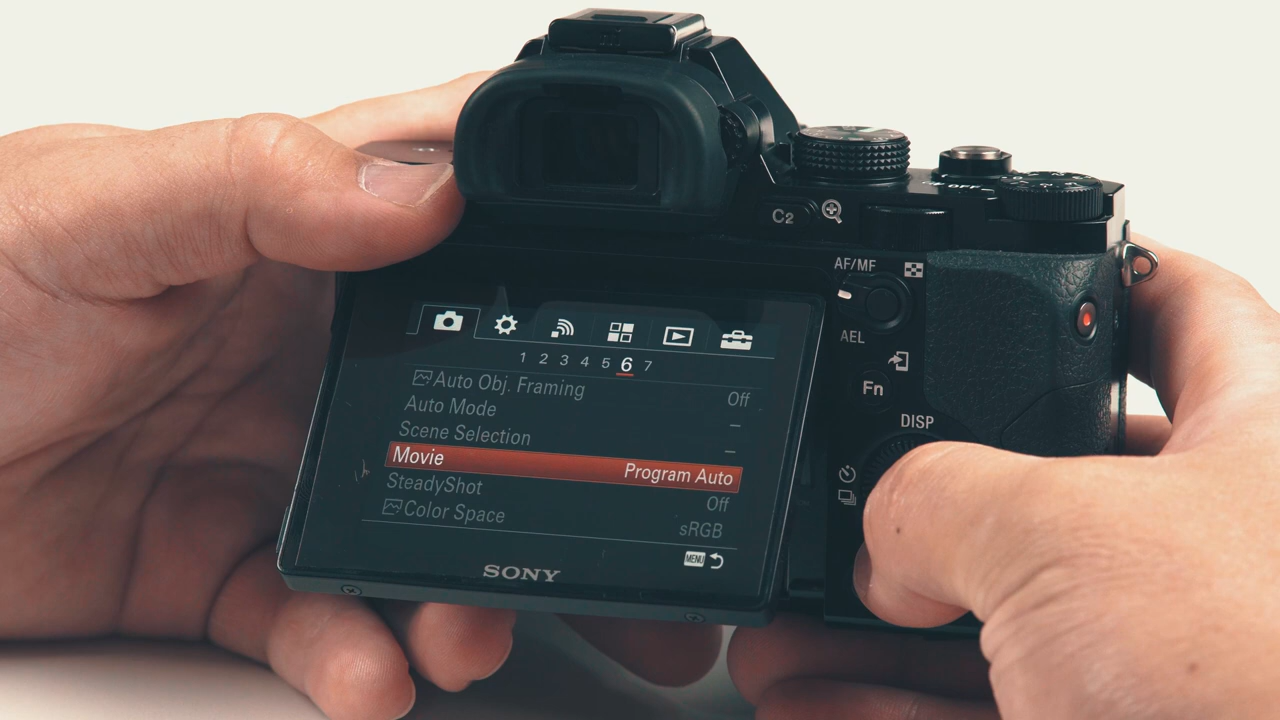 C2
AF/MF
AEL
Fn
DISP
1 2 3 4 5 6 7
Auto Obj. Framing Off
Auto Mode –
Scene Selection –
Movie Program Auto
SteadyShot Off
Color Space sRGB
MENU
SONY